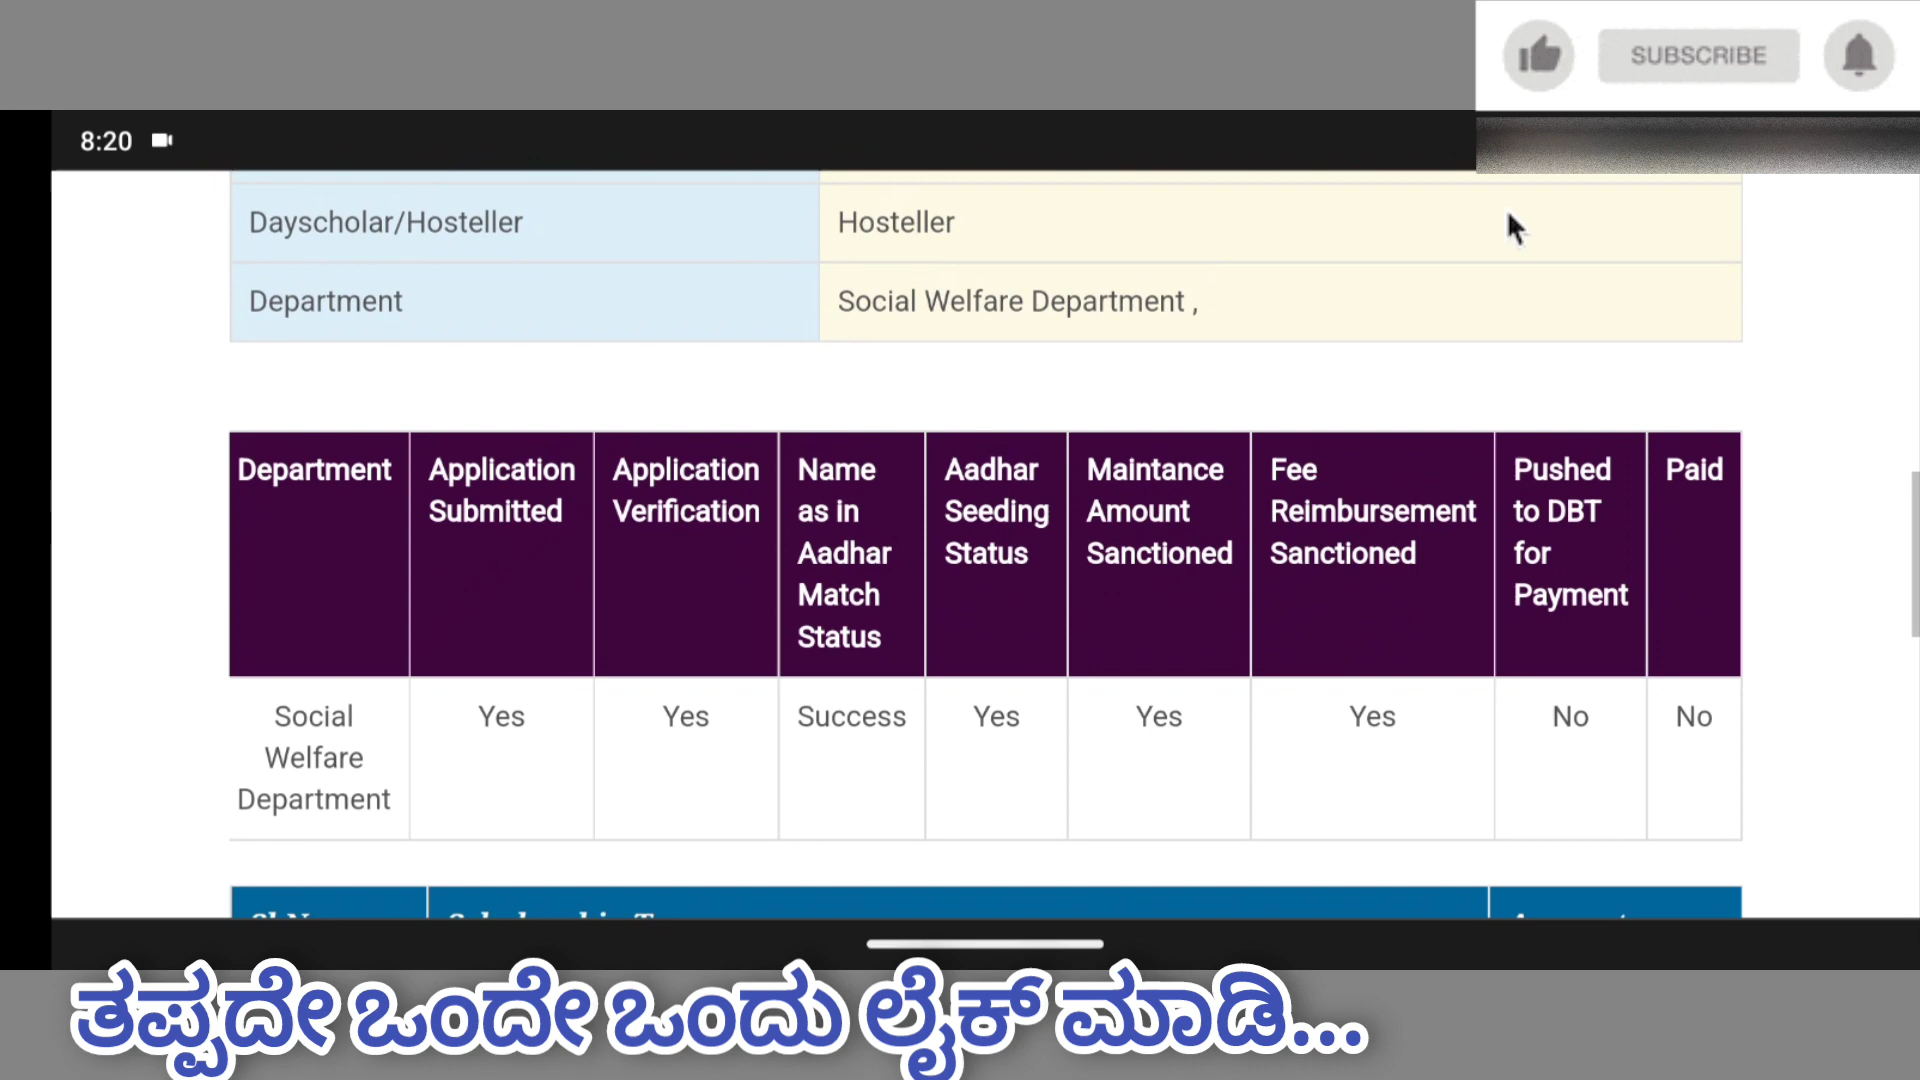 SUBSCRIBE
8:20
Dayscholar/Hosteller Hosteller
Department Social Welfare Department ,
Department Application Submitted Application Verification Name as in Aadhar Match Status Aadhar Seeding Status Maintance Amount Sanctioned Fee Reimbursement Sanctioned Pushed to DBT for Payment Paid
Social Welfare Department Yes Yes Success Yes Yes Yes No No
ತಪ್ಪದೇ ಒಂದೇ ಒಂದು ಲೈಕ್ ಮಾಡಿ...